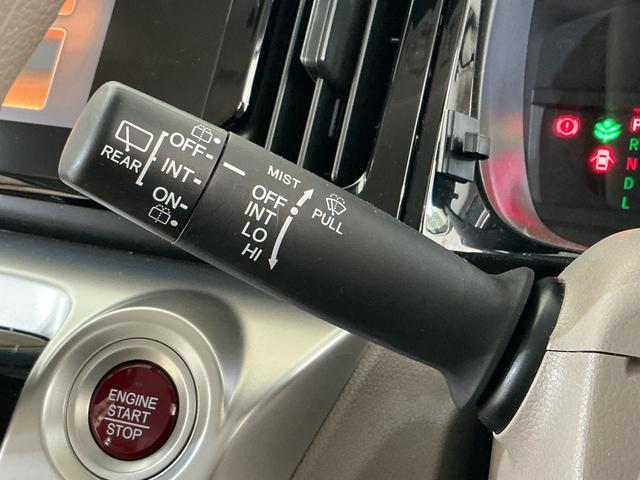 REAR
OFF
INT
ON
MIST
OFF
INT
LO
HI
PULL
ENGINE
START
STOP
P
R
N
D
L